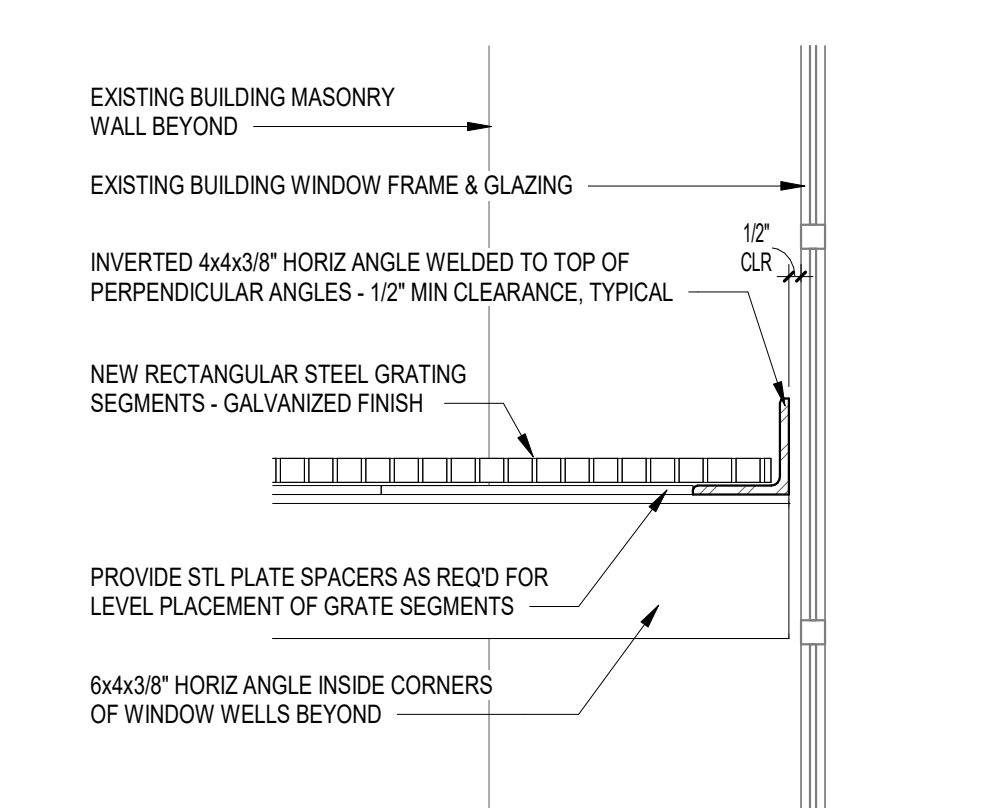 EXISTING BUILDING MASONRY
WALL BEYOND
EXISTING BUILDING WINDOW FRAME & GLAZING
1/2"
CLR
INVERTED 4x4x3/8" HORIZ ANGLE WELDED TO TOP OF
PERPENDICULAR ANGLES - 1/2" MIN CLEARANCE, TYPICAL
NEW RECTANGULAR STEEL GRATING
SEGMENTS - GALVANIZED FINISH
PROVIDE STL PLATE SPACERS AS REQ'D FOR
LEVEL PLACEMENT OF GRATE SEGMENTS
6x4x3/8" HORIZ ANGLE INSIDE CORNERS
OF WINDOW WELLS BEYOND